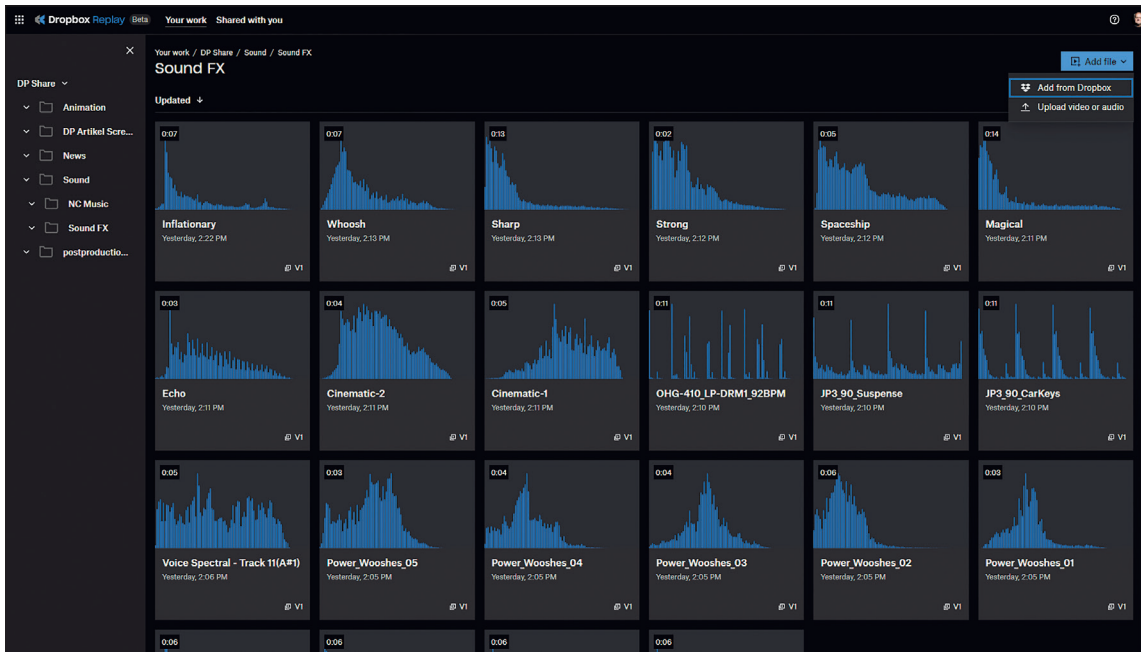 Dropbox Replay Beta Your work Shared with you
Your work / DP Share / Sound / Sound FX
Sound FX
Add file
Add from Dropbox
Upload video or audio
DP Share
Animation
DP Artikel Scre...
News
Sound
NC Music
Sound FX
postproductio...
Updated
0:07 0:07 0:13 0:02 0:05 0:14
Inflationary Whoosh Sharp Strong Spaceship Magical
Yesterday, 2:22 PM Yesterday, 2:13 PM Yesterday, 2:13 PM Yesterday, 2:12 PM Yesterday, 2:12 PM Yesterday, 2:11 PM
V1 V1 V1 V1 V1 V1
0:03 0:04 0:05 0:11 0:11 0:11
Echo Cinematic-2 Cinematic-1 OHG-410_LP-DRM1_92BPM JP3_90_Suspense JP3_90_CarKeys
Yesterday, 2:11 PM Yesterday, 2:11 PM Yesterday, 2:11 PM Yesterday, 2:10 PM Yesterday, 2:10 PM Yesterday, 2:10 PM
V1 V1 V1 V1 V1 V1
0:05 0:03 0:04 0:04 0:06 0:03
Voice Spectral - Track 11(A#1) Power_Wooshes_05 Power_Wooshes_04 Power_Wooshes_03 Power_Wooshes_02 Power_Wooshes_01
Yesterday, 2:06 PM Yesterday, 2:05 PM Yesterday, 2:05 PM Yesterday, 2:05 PM Yesterday, 2:05 PM Yesterday, 2:05 PM
V1 V1 V1 V1 V1 V1
0:06 0:06 0:06 0:06